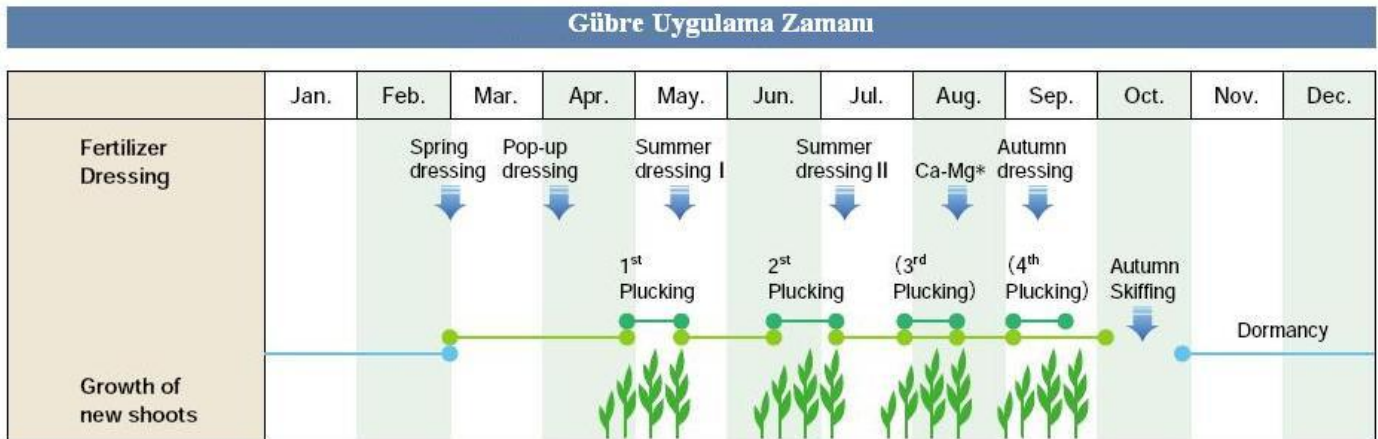 Gübre Uygulama Zamanı
Jan. Feb. Mar. Apr. May. Jun. Jul. Aug. Sep. Oct. Nov. Dec.
Fertilizer
Dressing
Spring
dressing
Pop-up
dressing
Summer
dressing I
Summer
dressing II
Ca-Mg*
Autumn
dressing
1st
Plucking
2st
Plucking
(3rd
Plucking)
(4th
Plucking)
Autumn
Skiffing
Dormancy
Growth of
new shoots